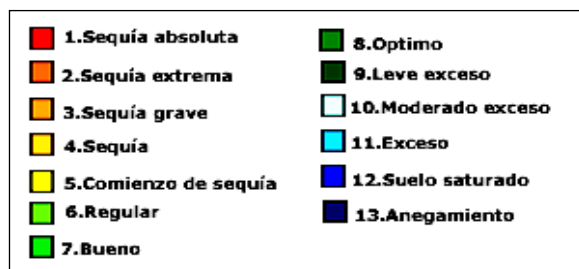 1.Sequía absoluta
2.Sequía extrema
3.Sequía grave
4.Sequía
5.Comienzo de sequía
6.Regular
7.Bueno
8.Optimo
9.Leve exceso
10.Moderado exceso
11.Exceso
12.Suelo saturado
13.Anegamiento